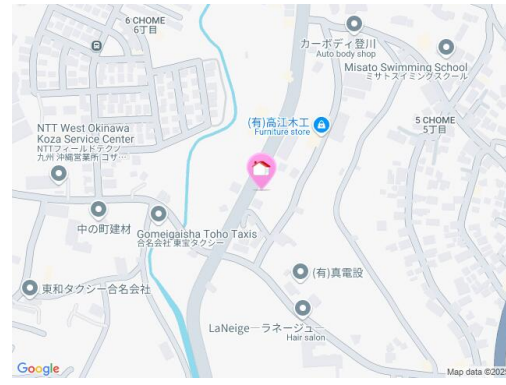 6 CHOME
6丁目
カーボディ登川
Auto body shop
Misato Swimming School
ミサトスイミングスクール
(有)高江木工
Furniture store
5 CHOME
5丁目
NTT West Okinawa
Koza Service Center
NTTフィールドテクノ
九州 沖縄営業所 コザ…
中の町建材
Gomeigaisha Toho Taxis
合名会社 東宝タクシー
東和タクシー合名会社
(有)真電設
LaNeige―ラネージュ―
Hair salon
Google